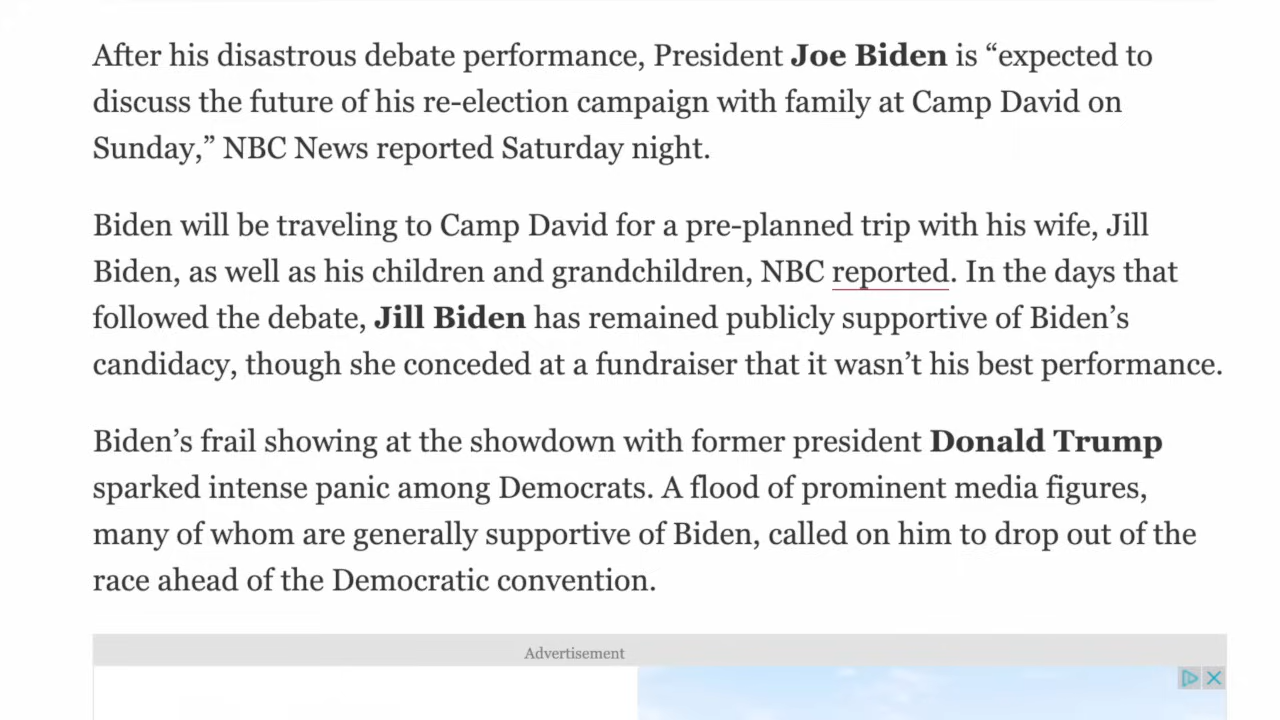 After his disastrous debate performance, President Joe Biden is “expected to
discuss the future of his re-election campaign with family at Camp David on
Sunday,” NBC News reported Saturday night.
Biden will be traveling to Camp David for a pre-planned trip with his wife, Jill
Biden, as well as his children and grandchildren, NBC reported. In the days that
followed the debate, Jill Biden has remained publicly supportive of Biden’s
candidacy, though she conceded at a fundraiser that it wasn’t his best performance.
Biden’s frail showing at the showdown with former president Donald Trump
sparked intense panic among Democrats. A flood of prominent media figures,
many of whom are generally supportive of Biden, called on him to drop out of the
race ahead of the Democratic convention.
Advertisement